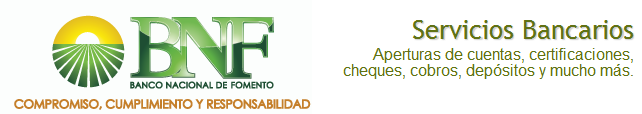 BNF
BANCO NACIONAL DE FOMENTO
COMPROMISO, CUMPLIMIENTO Y RESPONSABILIDAD
Servicios Bancarios
Aperturas de cuentas, certificaciones,
cheques, cobros, depósitos y mucho más.